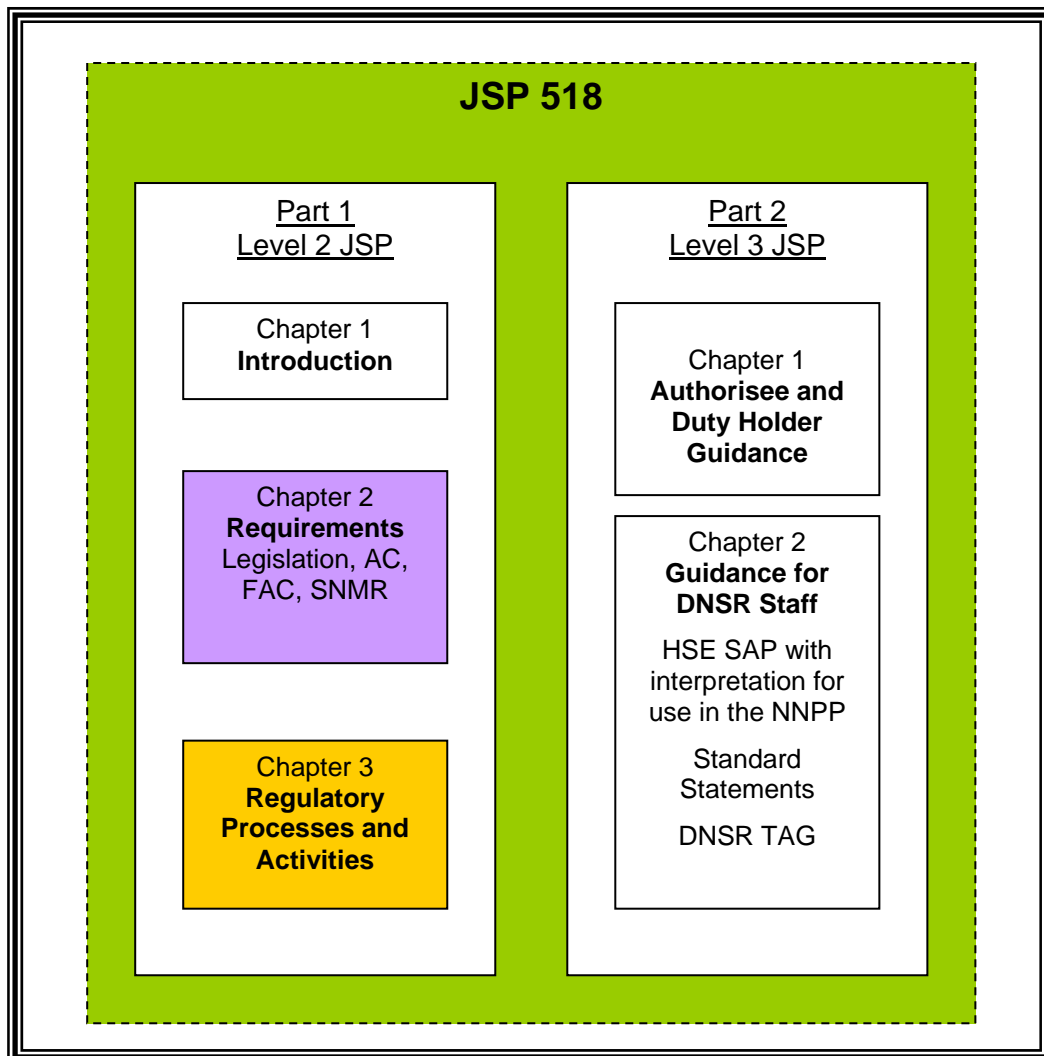 JSP 518
Part 1
Level 2 JSP
Chapter 1
Introduction
Chapter 2
Requirements
Legislation, AC,
FAC, SNMR
Chapter 3
Regulatory
Processes and
Activities
Part 2
Level 3 JSP
Chapter 1
Authorisee and
Duty Holder
Guidance
Chapter 2
Guidance for
DNSR Staff
HSE SAP with
interpretation for
use in the NNPP
Standard
Statements
DNSR TAG